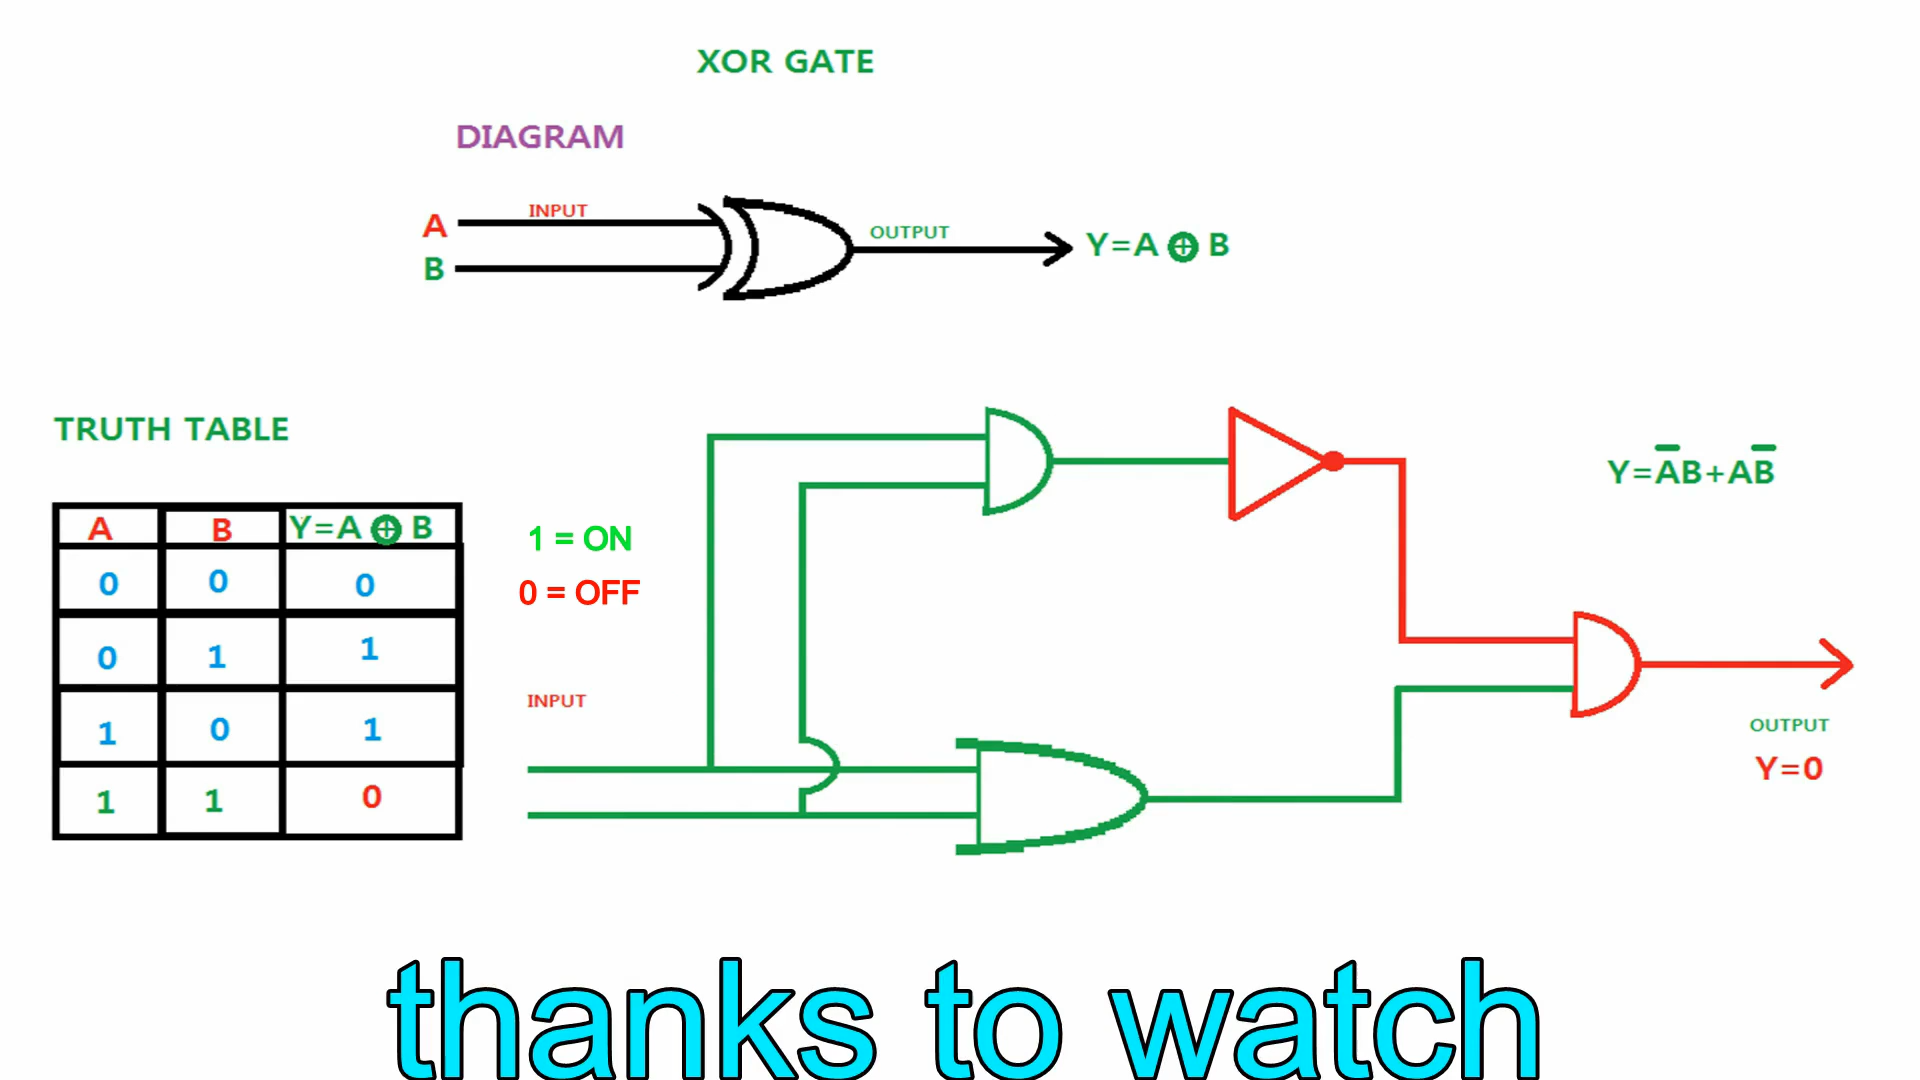 XOR GATE
DIAGRAM
A INPUT
B
OUTPUT
Y=A ⊕ B
TRUTH TABLE
A B Y=A ⊕ B
0 0 0
0 1 1
1 0 1
1 1 0
1 = ON
0 = OFF
INPUT
Y=A̅B+AB̅
OUTPUT
Y=0
thanks to watch